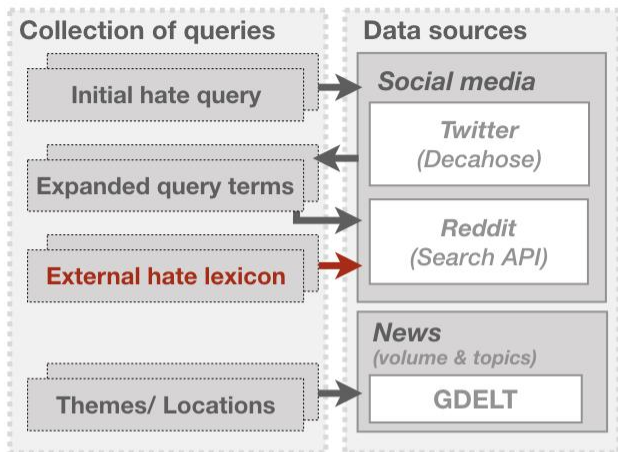 Collection of queries
Initial hate query
Expanded query terms
External hate lexicon
Themes/ Locations
Data sources
Social media
Twitter
(Decahose)
Reddit
(Search API)
News
(volume & topics)
GDELT